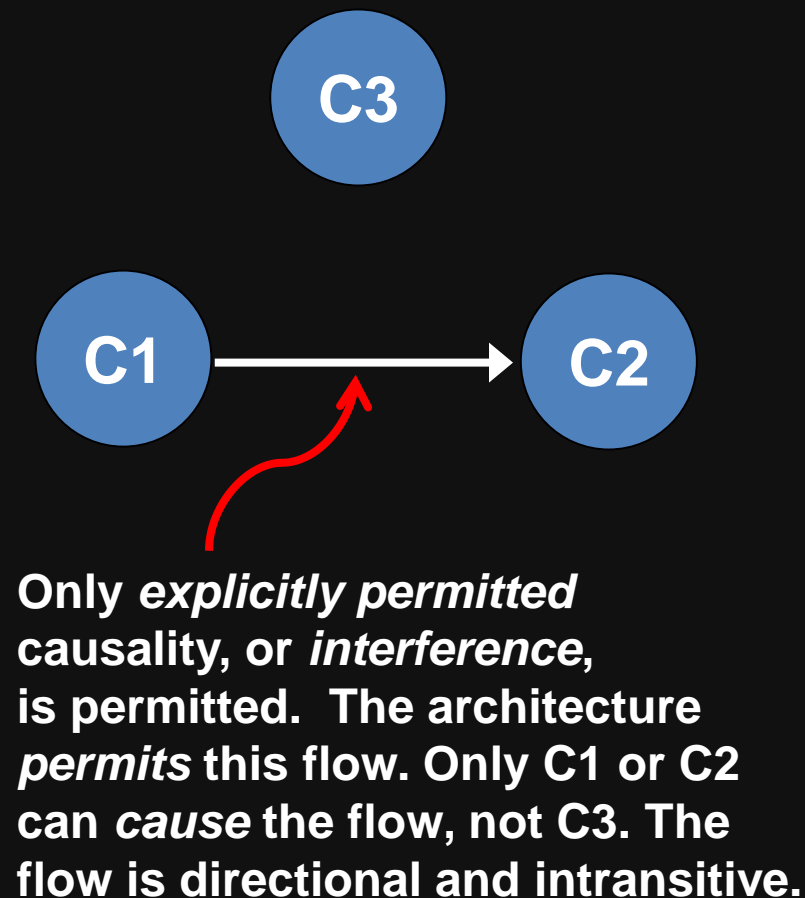 C3
C1
C2
Only explicitly permitted
causality, or interference,
is permitted.  The architecture
permits this flow. Only C1 or C2
can cause the flow, not C3. The
flow is directional and intransitive.